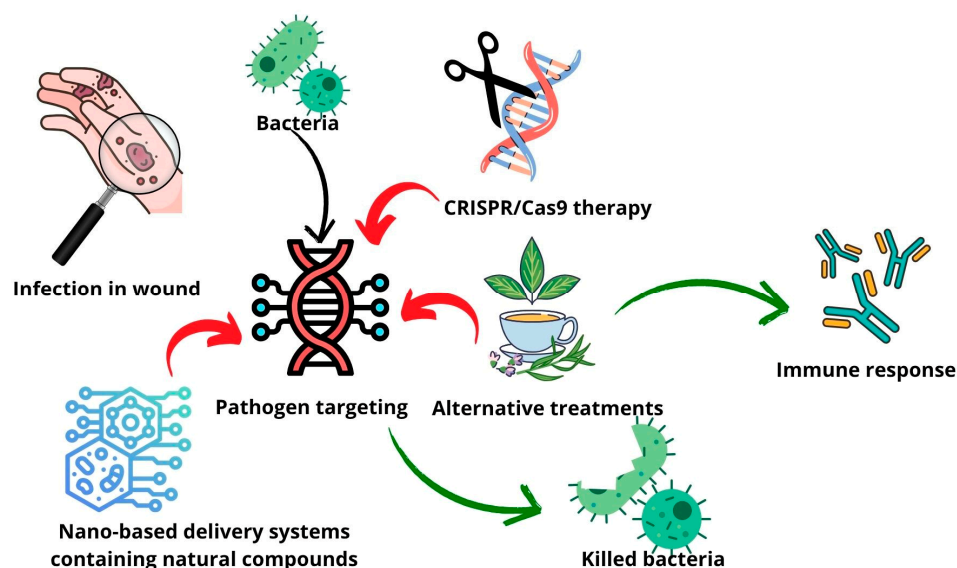 Bacteria
CRISPR/Cas9 therapy
Infection in wound
Immune response
Pathogen targeting
Alternative treatments
Nano-based delivery systems
containing natural compounds
Killed bacteria